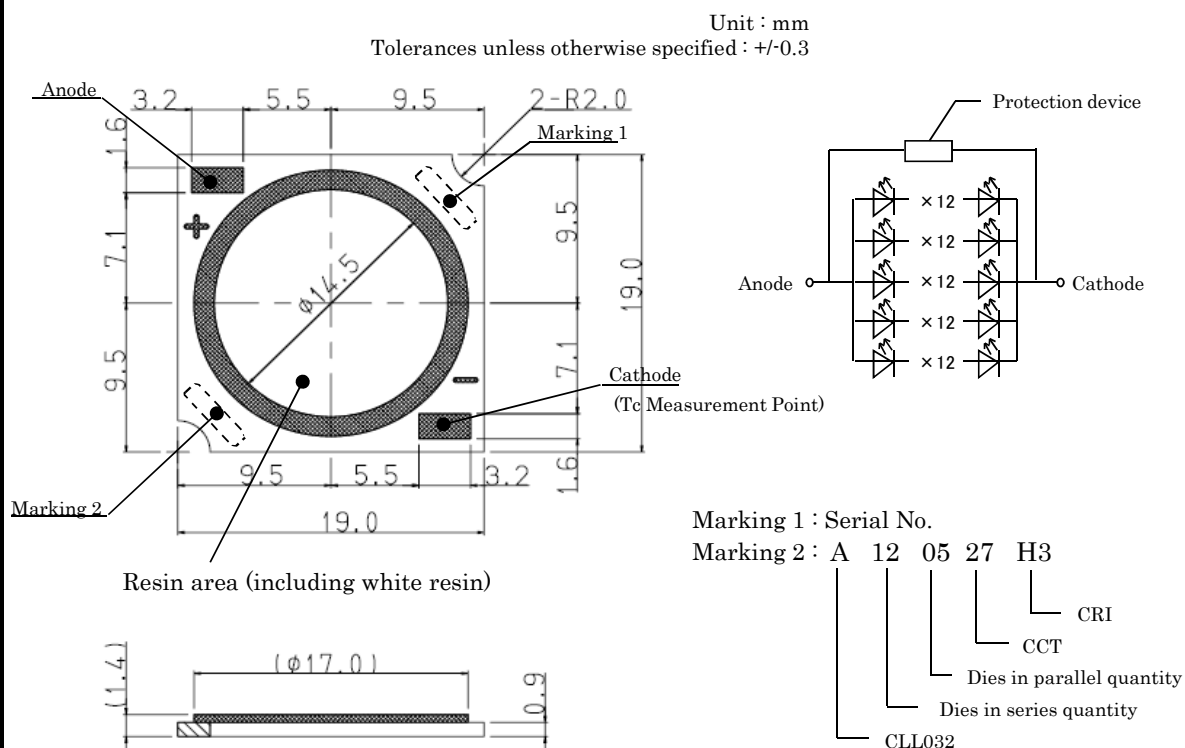 Unit : mm
Tolerances unless otherwise specified : +/-0.3
Anode
3.2
5.5
9.5
2-R2.0
Marking 1
Protection device
1.6
7.1
9.5
+
φ14.5
9.5
19.0
7.1
−
Cathode
(Tc Measurement Point)
×12
×12
×12
×12
×12
Anode
Cathode
9.5
5.5
3.2
1.6
Marking 2
19.0
Resin area (including white resin)
Marking 1 : Serial No.
Marking 2 : A 12 05 27 H3
CRI
CCT
Dies in parallel quantity
Dies in series quantity
CLL032
(φ17.0)
(1.4)
0.9